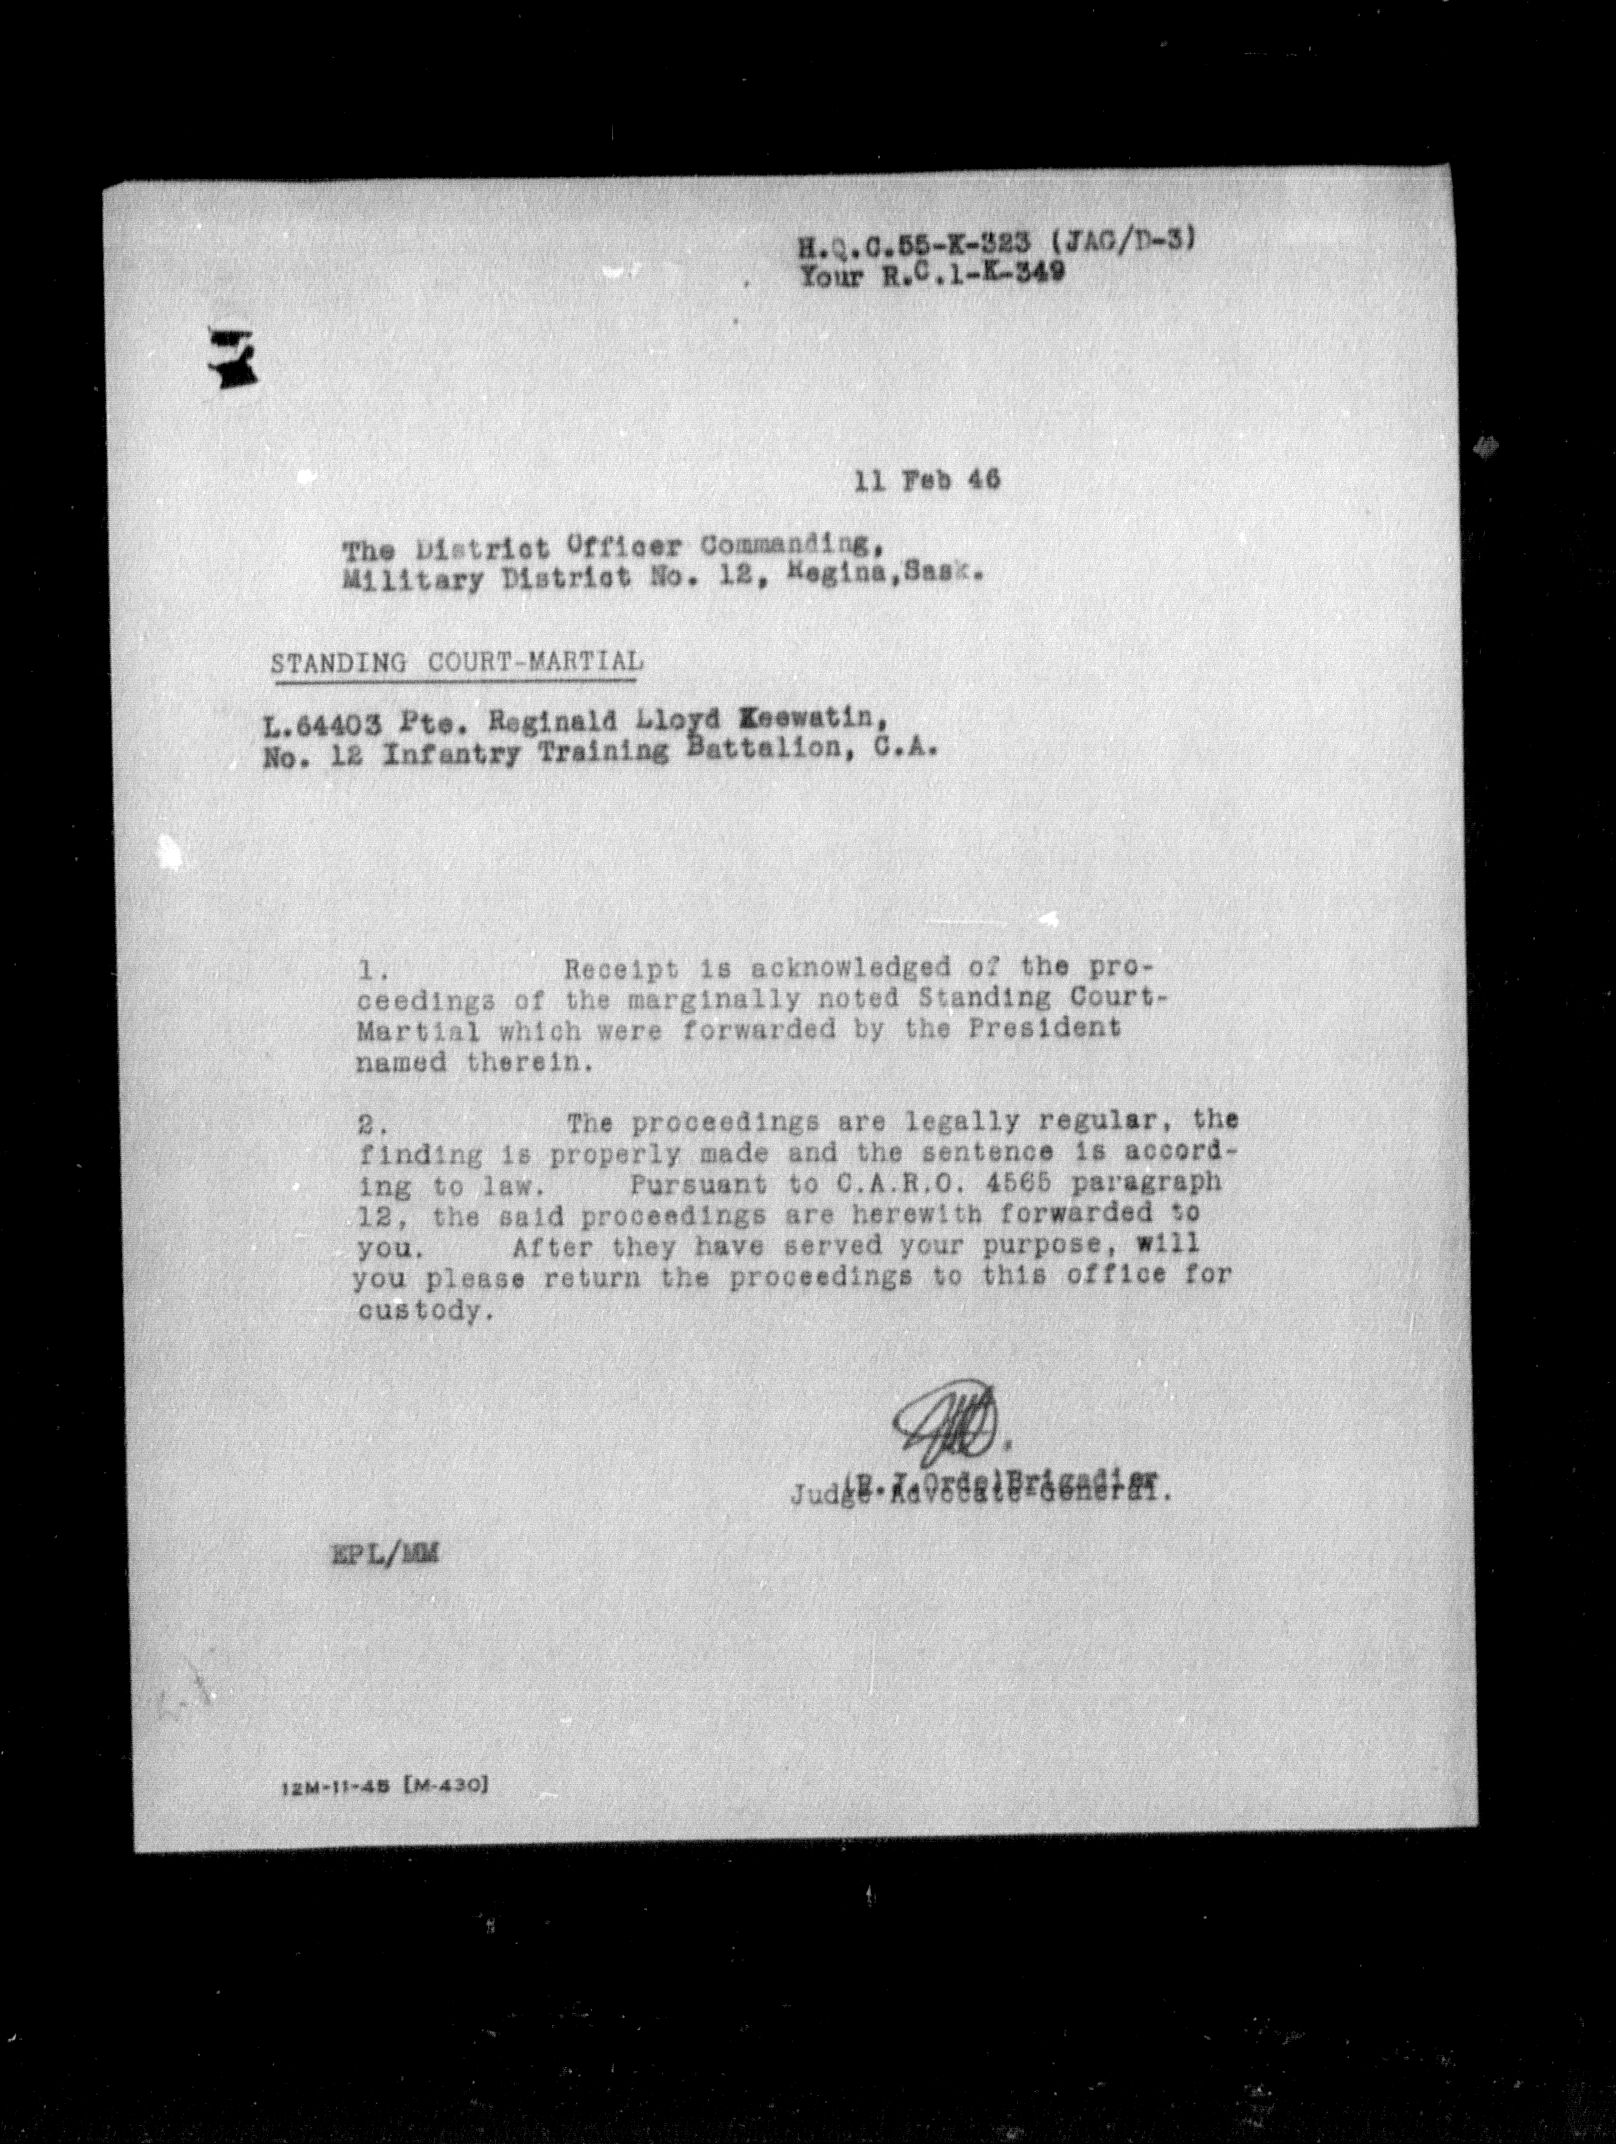 H.Q.C.55-K-323 (JAG/D-3)
Your R.C.1-K-349
11 Feb 46
The District Officer Commanding,
Military District No. 12, Regina,Sask.
STANDING COURT-MARTIAL
L.64403 Pte. Reginald Lloyd Keewatin,
No. 12 Infantry Training Battalion, C.A.
1. Receipt is acknowledged of the pro-
ceedings of the marginally noted Standing Court-
Martial which were forwarded by the President
named therein.
2. The proceedings are legally regular, the
finding is properly made and the sentence is accord-
ing to law. Pursuant to C.A.R.O. 4565 paragraph
12, the said proceedings are herewith forwarded to
you. After they have served your purpose, will
you please return the proceedings to this office for
custody.
(R.J.Orde)Brigadier
Judge-Advocate-General.
EPL/MM
12M-11-45 [M-430]